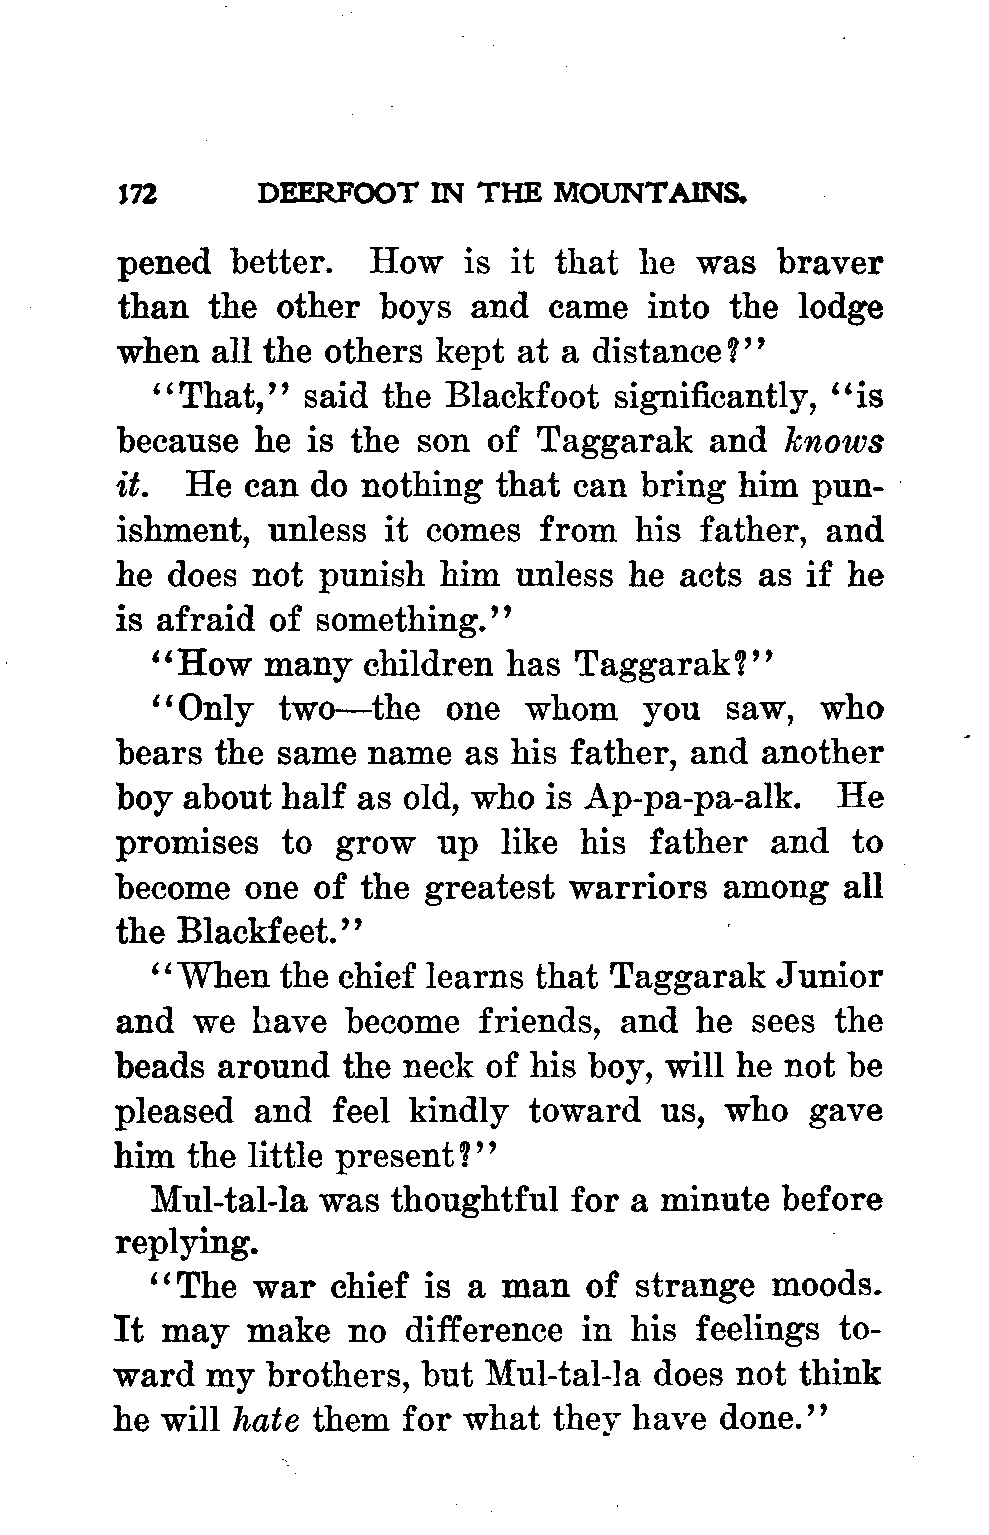 172 DEERFOOT IN THE MOUNTAINS.
pened better. How is it that he was braver
than the other boys and came into the lodge
when all the others kept at a distance?''
‘‘That,’’ said the Blackfoot significantly, ‘‘is
because he is the son of Taggarak and knows
it. He can do nothing that can bring him pun-
ishment, unless it comes from his father, and
he does not punish him unless he acts as if he
is afraid of something.’’
‘‘How many children has Taggarak?’’
‘‘Only two—the one whom you saw, who
bears the same name as his father, and another
boy about half as old, who is Ap-pa-pa-alk. He
promises to grow up like his father and to
become one of the greatest warriors among all
the Blackfeet.’’
‘‘When the chief learns that Taggarak Junior
and we have become friends, and he sees the
beads around the neck of his boy, will he not be
pleased and feel kindly toward us, who gave
him the little present?’’
Mul-tal-la was thoughtful for a minute before
replying.
‘‘The war chief is a man of strange moods.
It may make no difference in his feelings to-
ward my brothers, but Mul-tal-la does not think
he will hate them for what they have done.’’